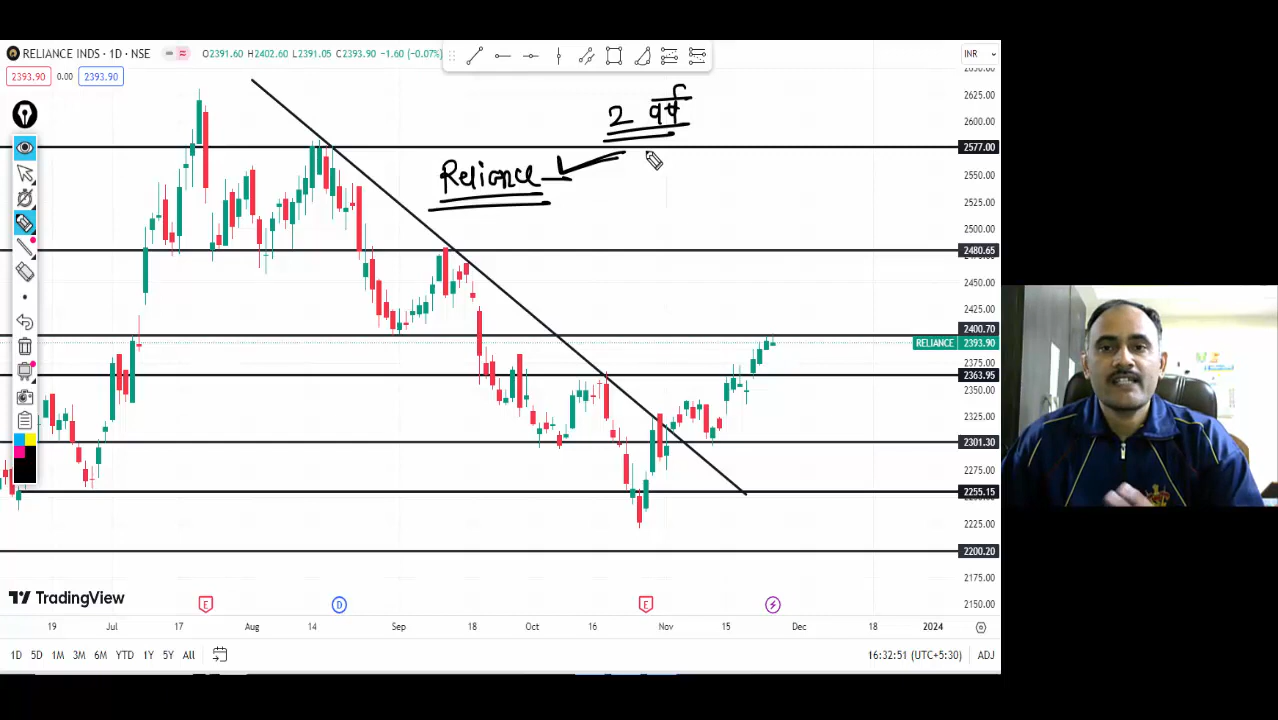 RELIANCE INDS · 1D · NSE
O2391.60 H2402.60 L2391.05 C2393.90 −1.60 (−0.07%)
INR
2393.90 0.00 2393.90
2 वर्ष
Reliance
2625.00
2600.00
2577.00
2550.00
2525.00
2500.00
2480.65
2450.00
2425.00
2400.70
RELIANCE 2393.90
2375.00
2363.95
2350.00
2325.00
2301.30
2275.00
2255.15
2225.00
2200.20
2175.00
2150.00
TradingView
E D E
19 Jul 17 Aug 14 Sep 18 Oct 16 Nov 15 Dec 18 2024
1D 5D 1M 3M 6M YTD 1Y 5Y All 16:32:51 (UTC+5:30) ADJ